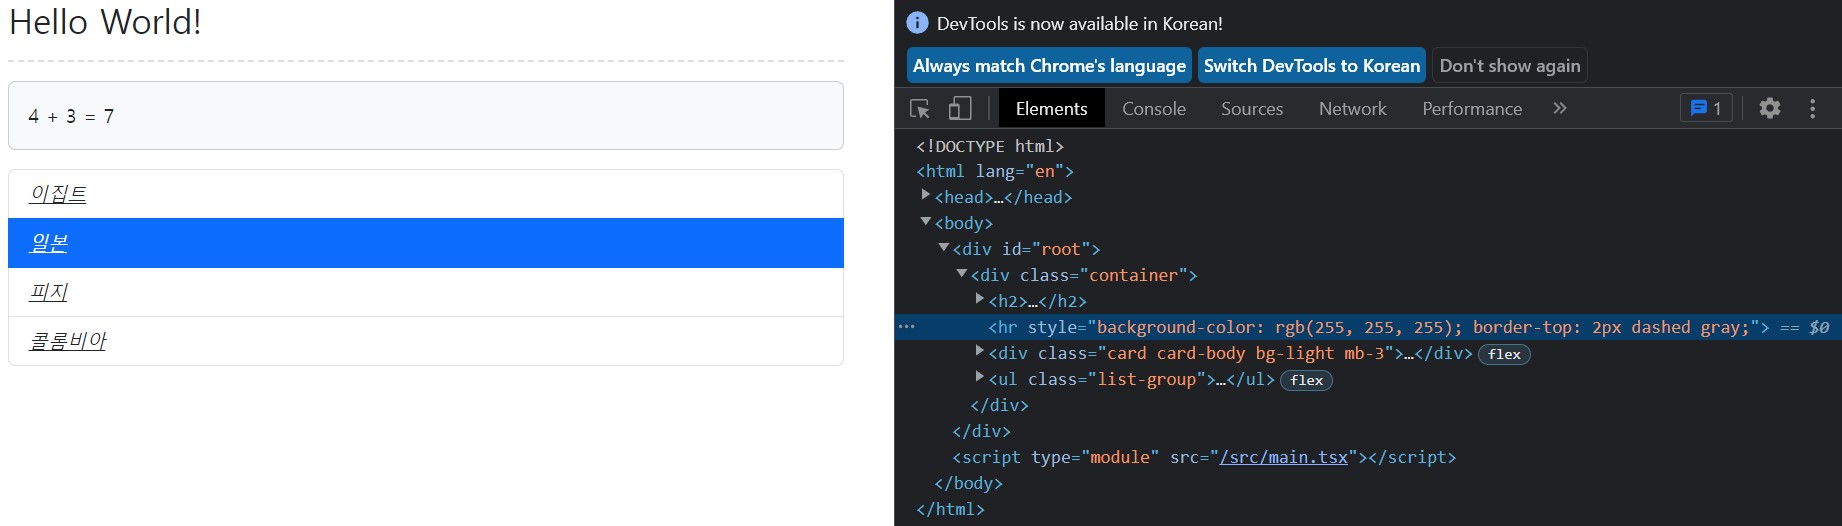 Hello World!
4 + 3 = 7
이집트
일본
피지
콜롬비아
DevTools is now available in Korean!
Always match Chrome's language Switch DevTools to Korean Don't show again
Elements Console Sources Network Performance » 1
<!DOCTYPE html>
<html lang="en">
<head>…</head>
<body>
<div id="root">
<div class="container">
<h2>…</h2>
<hr style="background-color: rgb(255, 255, 255); border-top: 2px dashed gray;"> == $0
<div class="card card-body bg-light mb-3">…</div> flex
<ul class="list-group">…</ul> flex
</div>
</div>
<script type="module" src="/src/main.tsx"></script>
</body>
</html>